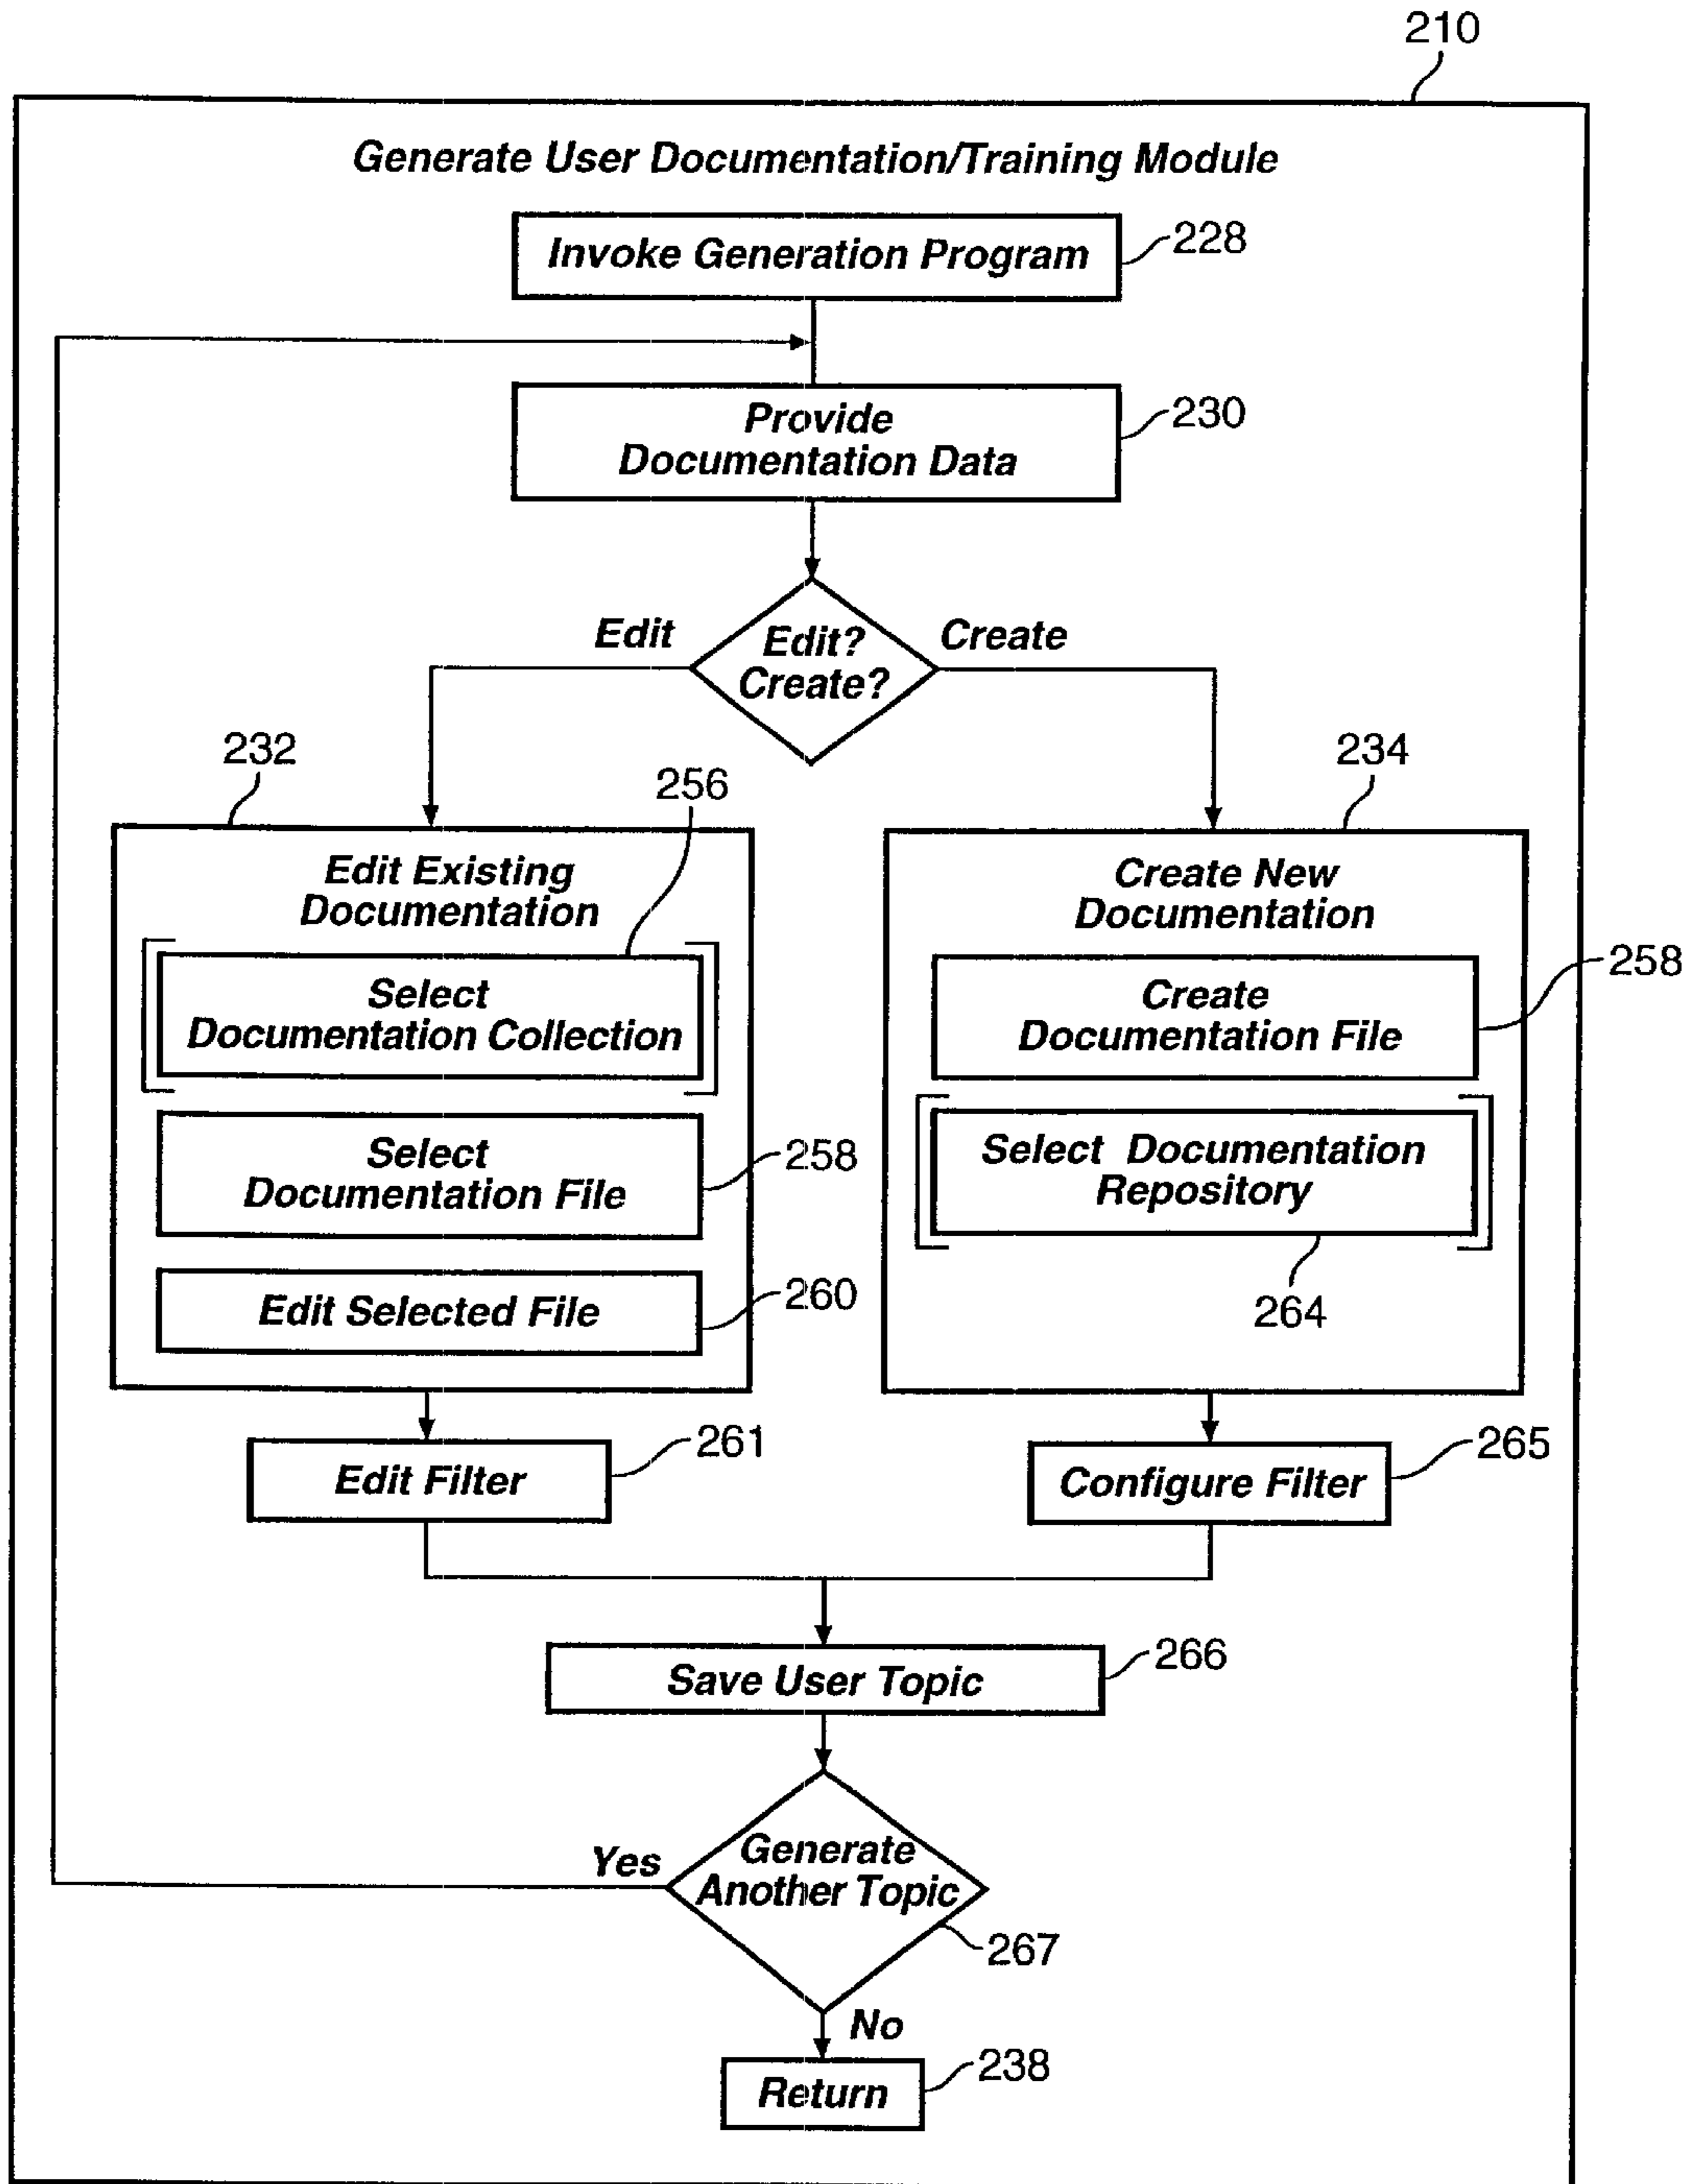 210
Generate User Documentation/Training Module
Invoke Generation Program
228
Provide
Documentation Data
230
Edit
Edit?
Create?
Create
232
256
234
Edit Existing
Documentation
Select
Documentation Collection
Select
Documentation File
258
Edit Selected File
260
Create New
Documentation
Create
Documentation File
258
Select Documentation
Repository
264
Edit Filter
261
Configure Filter
265
Save User Topic
266
Yes
Generate
Another Topic
267
No
Return
238